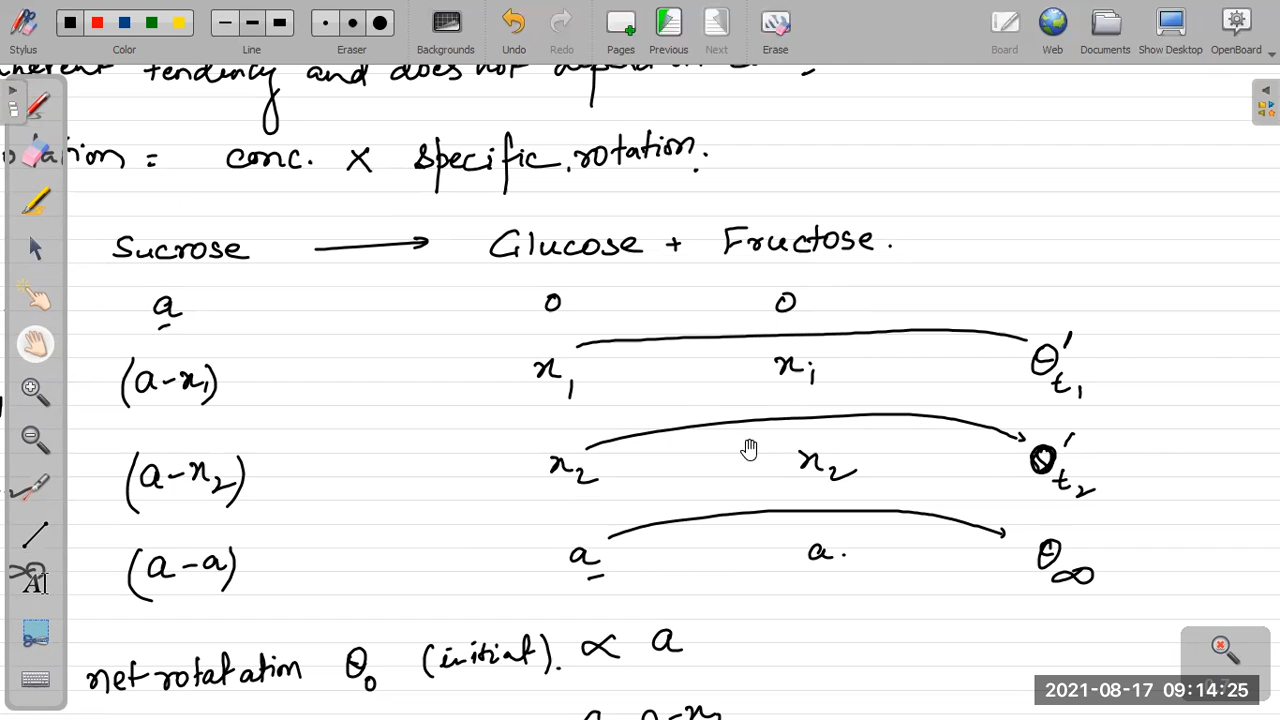 Stylus Color Line Eraser Backgrounds Undo Redo Pages Previous Next Erase Board Web Documents Show Desktop OpenBoard
tendency and does not
conc. X specific rotation.
Sucrose → Glucose + Fructose.
a 0 0
(a-x1) x1 x1 θ't1
(a-x2) x2 x2 θ't2
(a-a) a a. θ∞
net rotatation θ0 (initial). ∝ a
2021-08-17 09:14:25